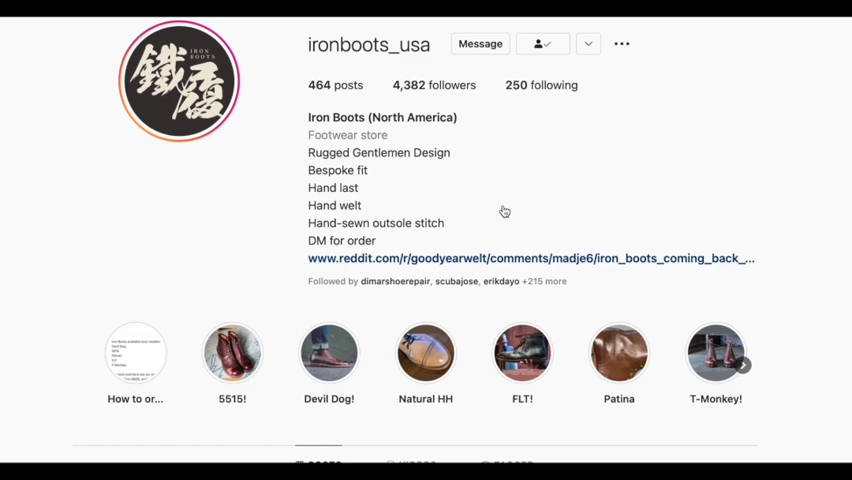 鐵履
IRON
BOOTS
ironboots_usa
Message
464 posts 4,382 followers 250 following
Iron Boots (North America)
Footwear store
Rugged Gentlemen Design
Bespoke fit
Hand last
Hand welt
Hand-sewn outsole stitch
DM for order
www.reddit.com/r/goodyearwelt/comments/madje6/iron_boots_coming_back_...
Followed by dimarshoerepair, scubajose, erikdayo +215 more
How to or... 5515! Devil Dog! Natural HH FLT! Patina T-Monkey!